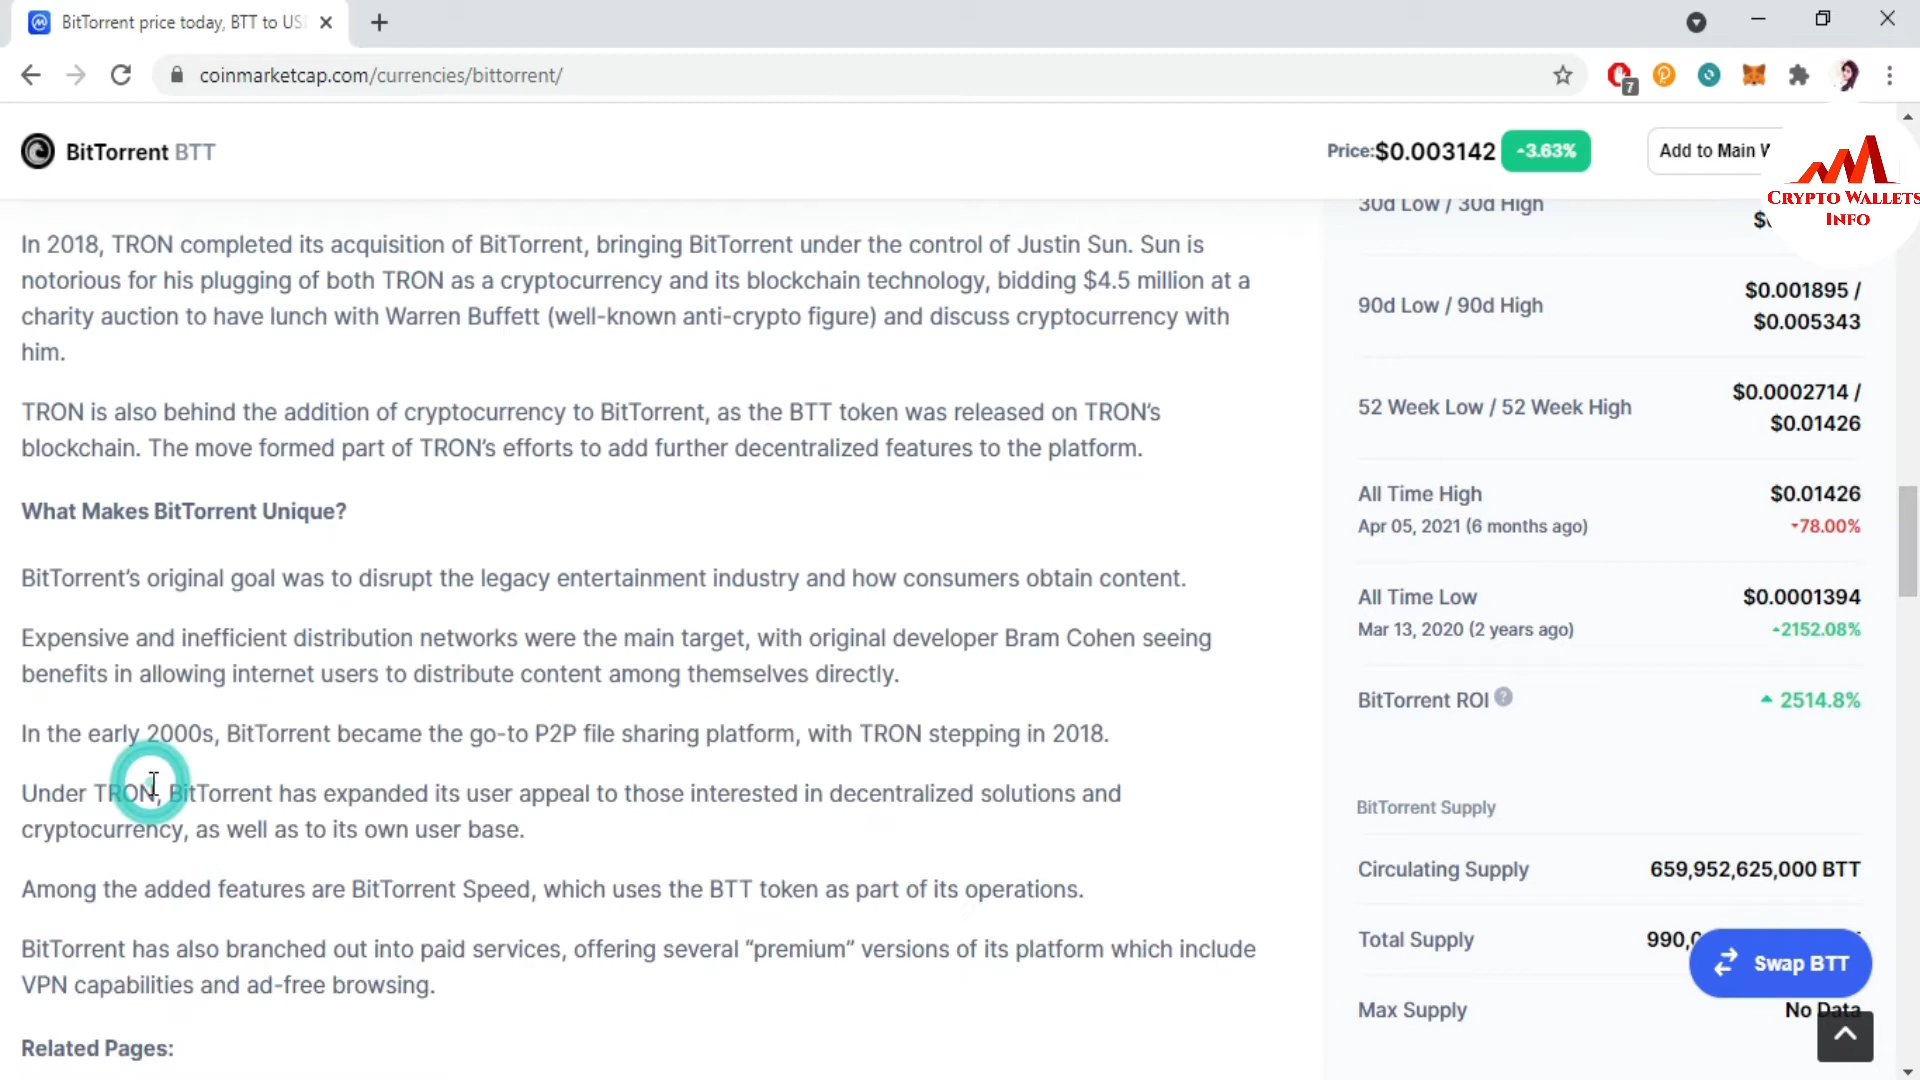 BitTorrent price today, BTT to US
coinmarketcap.com/currencies/bittorrent/
7
BitTorrent BTT
Price:$0.003142 3.63%
Add to Main W
CRYPTO WALLETS
INFO
In 2018, TRON completed its acquisition of BitTorrent, bringing BitTorrent under the control of Justin Sun. Sun is
notorious for his plugging of both TRON as a cryptocurrency and its blockchain technology, bidding $4.5 million at a
charity auction to have lunch with Warren Buffett (well-known anti-crypto figure) and discuss cryptocurrency with
him.
TRON is also behind the addition of cryptocurrency to BitTorrent, as the BTT token was released on TRON’s
blockchain. The move formed part of TRON’s efforts to add further decentralized features to the platform.
What Makes BitTorrent Unique?
BitTorrent’s original goal was to disrupt the legacy entertainment industry and how consumers obtain content.
Expensive and inefficient distribution networks were the main target, with original developer Bram Cohen seeing
benefits in allowing internet users to distribute content among themselves directly.
In the early 2000s, BitTorrent became the go-to P2P file sharing platform, with TRON stepping in 2018.
Under TRON, BitTorrent has expanded its user appeal to those interested in decentralized solutions and
cryptocurrency, as well as to its own user base.
Among the added features are BitTorrent Speed, which uses the BTT token as part of its operations.
BitTorrent has also branched out into paid services, offering several “premium” versions of its platform which include
VPN capabilities and ad-free browsing.
Related Pages:
30d Low / 30d High
90d Low / 90d High
$0.001895 /
$0.005343
52 Week Low / 52 Week High
$0.0002714 /
$0.01426
All Time High
$0.01426
Apr 05, 2021 (6 months ago)
78.00%
All Time Low
$0.0001394
Mar 13, 2020 (2 years ago)
2152.08%
BitTorrent ROI
2514.8%
BitTorrent Supply
Circulating Supply
659,952,625,000 BTT
Total Supply
990,
Swap BTT
Max Supply
No Data